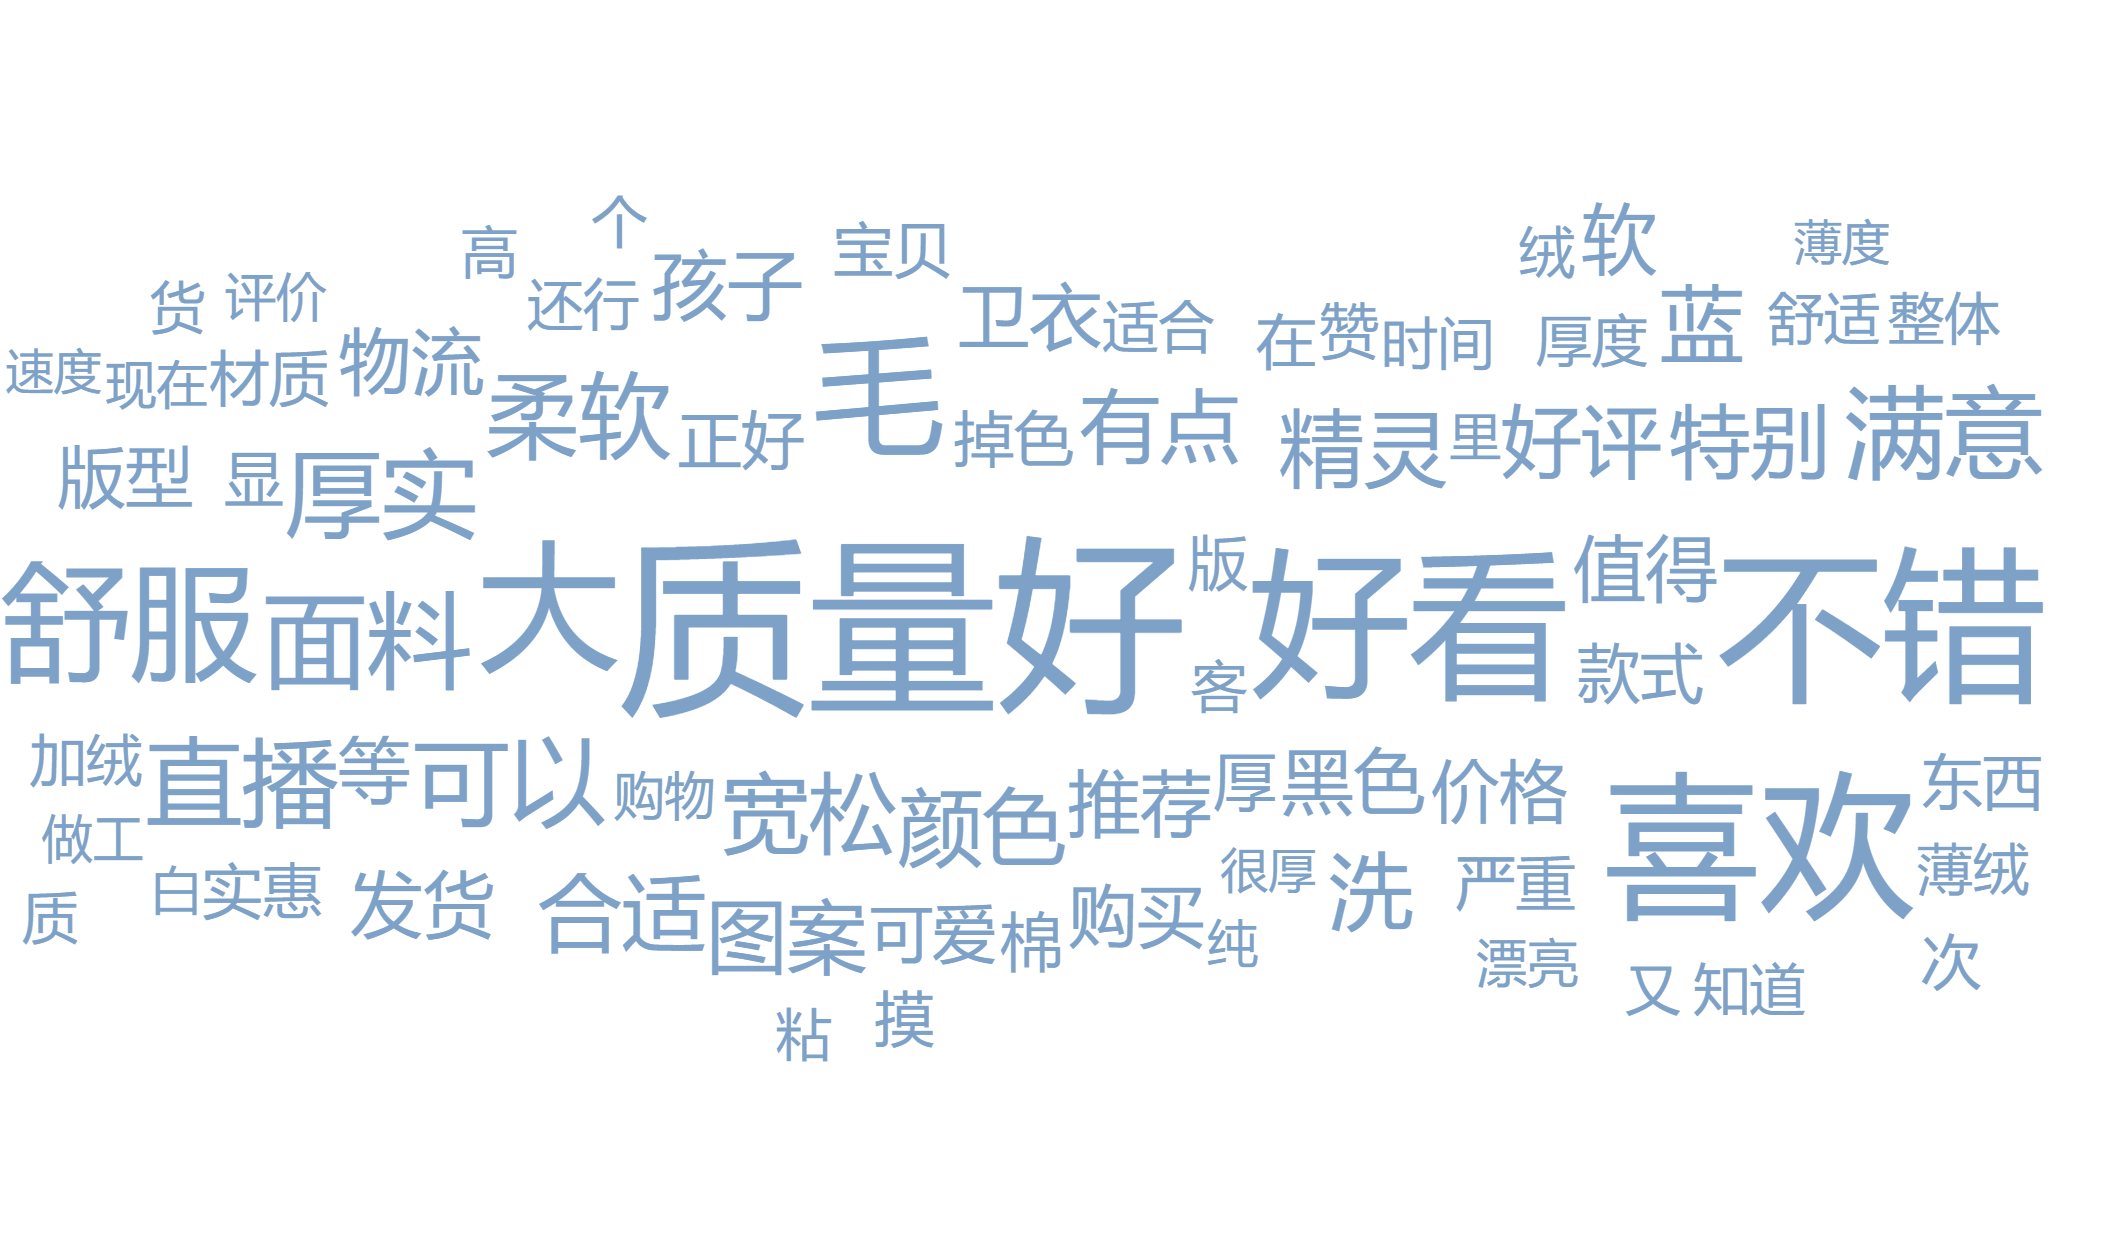 个
高
还行
孩子
宝贝
绒
软
薄度
货
评价
卫衣
适合
在
赞
时间
厚度
蓝
舒适
整体
速度
现在
材质
物流
柔软
正好
毛
掉色
有点
精灵
里
好评
特别
满意
版型
显
厚实
舒服
面料
大
质量
好
版
客
好看
值得
款式
不错
加绒
直播
等
可以
购物
宽松
颜色
推荐
厚
黑色
价格
喜欢
东西
做工
白
实惠
发货
合适
图案
可爱
棉
购买
很厚
纯
洗
严重
薄绒
质
漂亮
又
知道
次
粘
摸